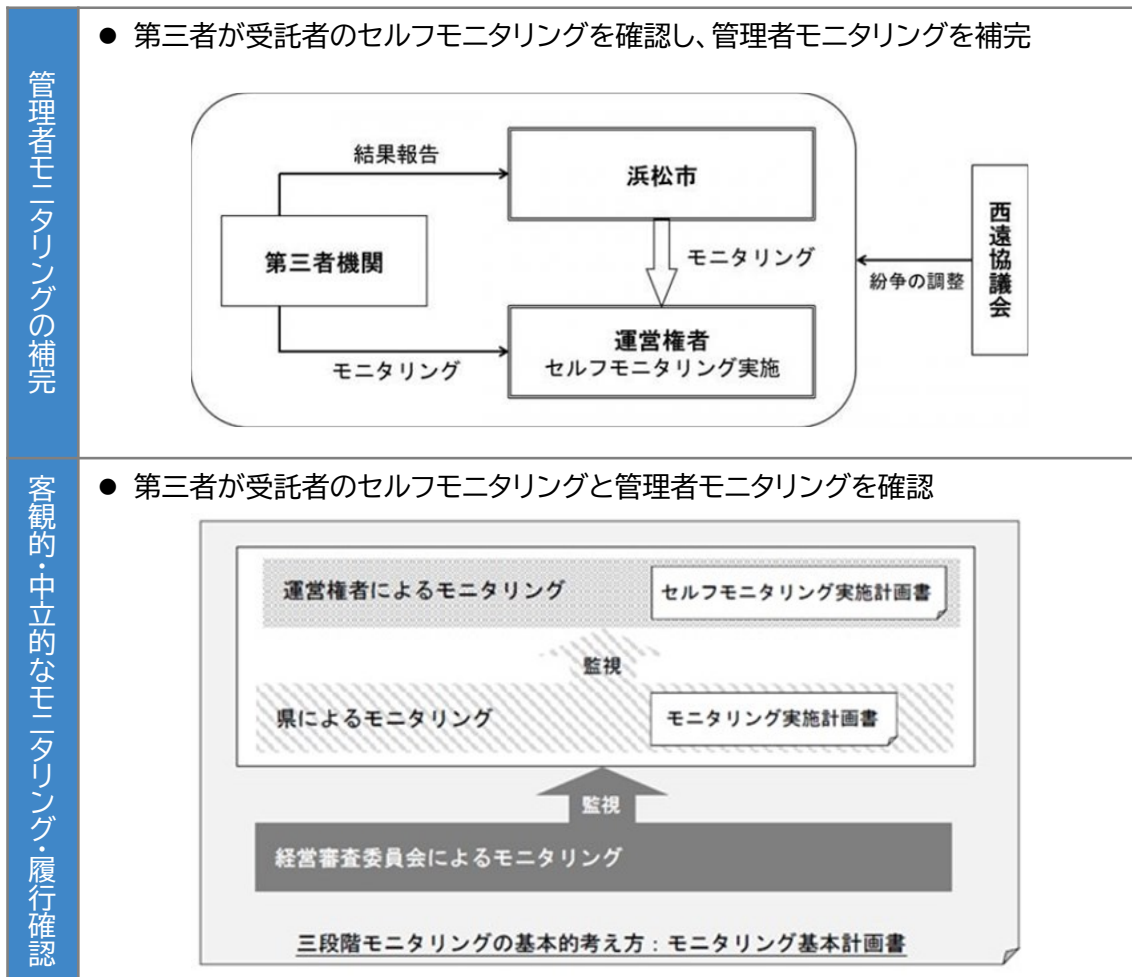 管理者モニタリングの補完
● 第三者が受託者のセルフモニタリングを確認し、管理者モニタリングを補完
結果報告
浜松市
第三者機関
モニタリング
西遠協議会
紛争の調整
運営権者
セルフモニタリング実施
モニタリング
客観的・中立的なモニタリング・履行確認
● 第三者が受託者のセルフモニタリングと管理者モニタリングを確認
運営権者によるモニタリング
セルフモニタリング実施計画書
監視
県によるモニタリング
モニタリング実施計画書
監視
経営審査委員会によるモニタリング
三段階モニタリングの基本的考え方：モニタリング基本計画書